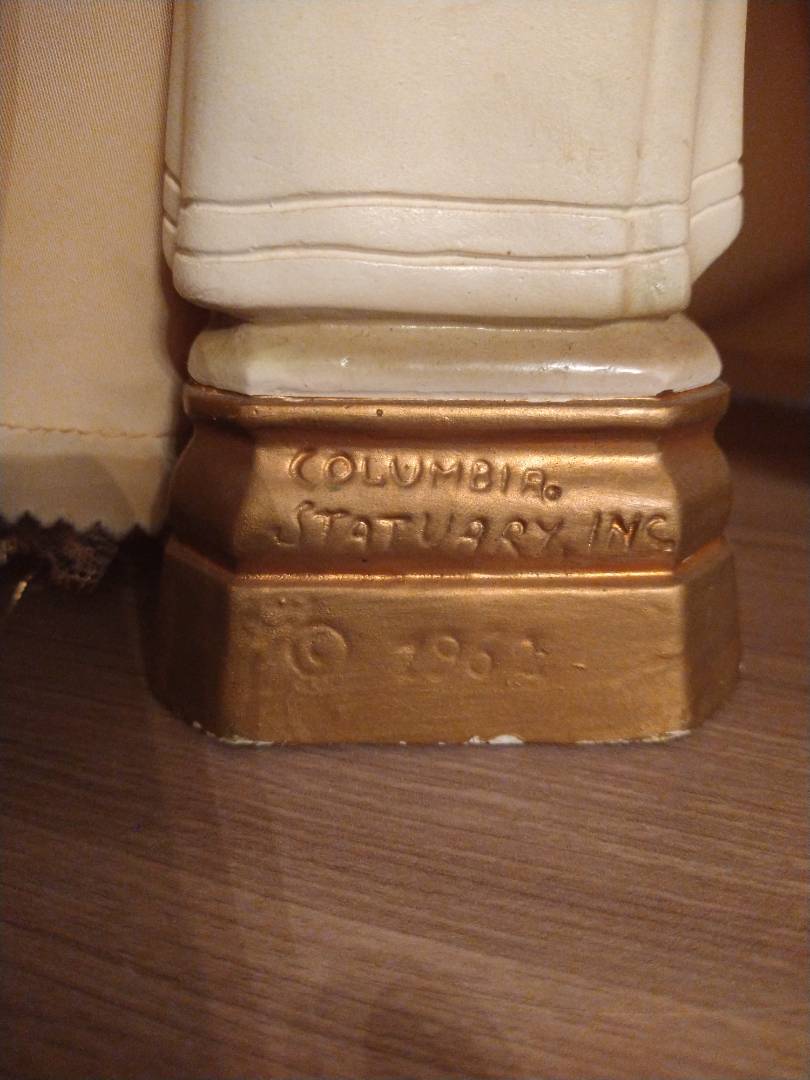 COLUMBIA.
STATUARY, INC
© 1962